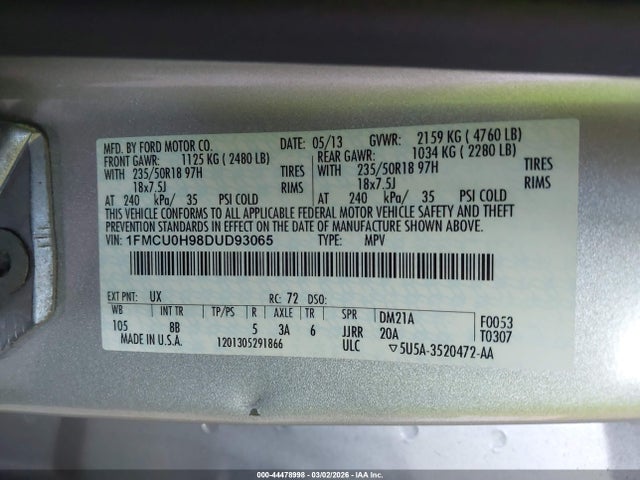 MFD. BY FORD MOTOR CO. DATE: 05/13 GVWR: 2159 KG ( 4760 LB)
FRONT GAWR: 1125 KG ( 2480 LB) REAR GAWR: 1034 KG ( 2280 LB)
WITH 235/50R18 97H TIRES WITH 235/50R18 97H TIRES
18x7.5J RIMS 18x7.5J RIMS
AT 240 kPa/ 35 PSI COLD AT 240 kPa/ 35 PSI COLD
THIS VEHICLE CONFORMS TO ALL APPLICABLE FEDERAL MOTOR VEHICLE SAFETY AND THEFT
PREVENTION STANDARDS IN EFFECT ON THE DATE OF MANUFACTURE SHOWN ABOVE.
VIN: 1FMCU0H98DUD93065 TYPE: MPV
EXT PNT: UX RC: 72 DSO:
WB INT TR TP/PS R AXLE TR SPR DM21A F0053
105 BB 5 3A 6 JJRR 20A T0307
MADE IN U.S.A. 1201305291866 ULC ▽5U5A-3520472-AA
000-44478998 - 03/02/2026 - IAA Inc.